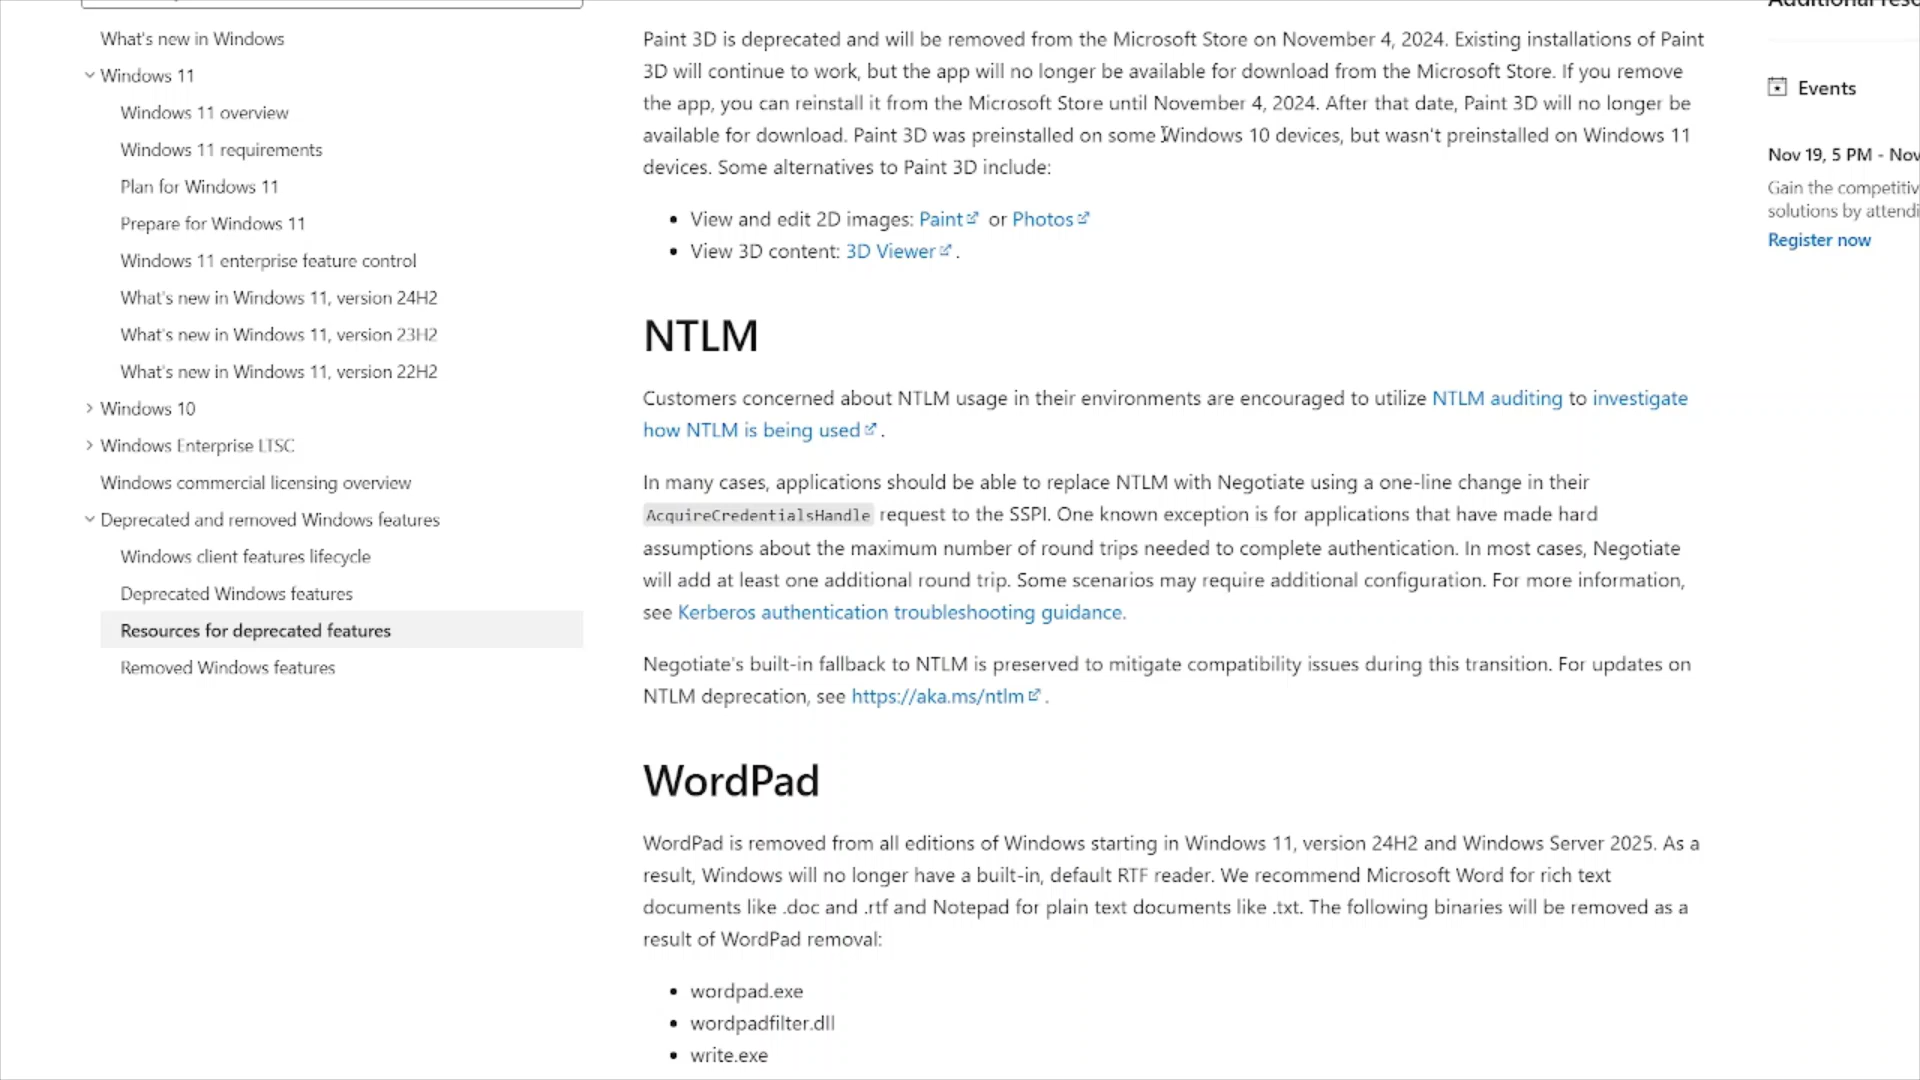 What's new in Windows
Windows 11
Windows 11 overview
Windows 11 requirements
Plan for Windows 11
Prepare for Windows 11
Windows 11 enterprise feature control
What's new in Windows 11, version 24H2
What's new in Windows 11, version 23H2
What's new in Windows 11, version 22H2
Windows 10
Windows Enterprise LTSC
Windows commercial licensing overview
Deprecated and removed Windows features
Windows client features lifecycle
Deprecated Windows features
Resources for deprecated features
Removed Windows features
Paint 3D is deprecated and will be removed from the Microsoft Store on November 4, 2024. Existing installations of Paint
3D will continue to work, but the app will no longer be available for download from the Microsoft Store. If you remove
the app, you can reinstall it from the Microsoft Store until November 4, 2024. After that date, Paint 3D will no longer be
available for download. Paint 3D was preinstalled on some Windows 10 devices, but wasn't preinstalled on Windows 11
devices. Some alternatives to Paint 3D include:
• View and edit 2D images: Paint or Photos
• View 3D content: 3D Viewer .
NTLM
Customers concerned about NTLM usage in their environments are encouraged to utilize NTLM auditing to investigate
how NTLM is being used .
In many cases, applications should be able to replace NTLM with Negotiate using a one-line change in their
AcquireCredentialsHandle request to the SSPI. One known exception is for applications that have made hard
assumptions about the maximum number of round trips needed to complete authentication. In most cases, Negotiate
will add at least one additional round trip. Some scenarios may require additional configuration. For more information,
see Kerberos authentication troubleshooting guidance.
Negotiate's built-in fallback to NTLM is preserved to mitigate compatibility issues during this transition. For updates on
NTLM deprecation, see https://aka.ms/ntlm .
WordPad
WordPad is removed from all editions of Windows starting in Windows 11, version 24H2 and Windows Server 2025. As a
result, Windows will no longer have a built-in, default RTF reader. We recommend Microsoft Word for rich text
documents like .doc and .rtf and Notepad for plain text documents like .txt. The following binaries will be removed as a
result of WordPad removal:
• wordpad.exe
• wordpadfilter.dll
• write.exe
Events
Nov 19, 5 PM - Nov
Gain the competitiv
solutions by attendi
Register now